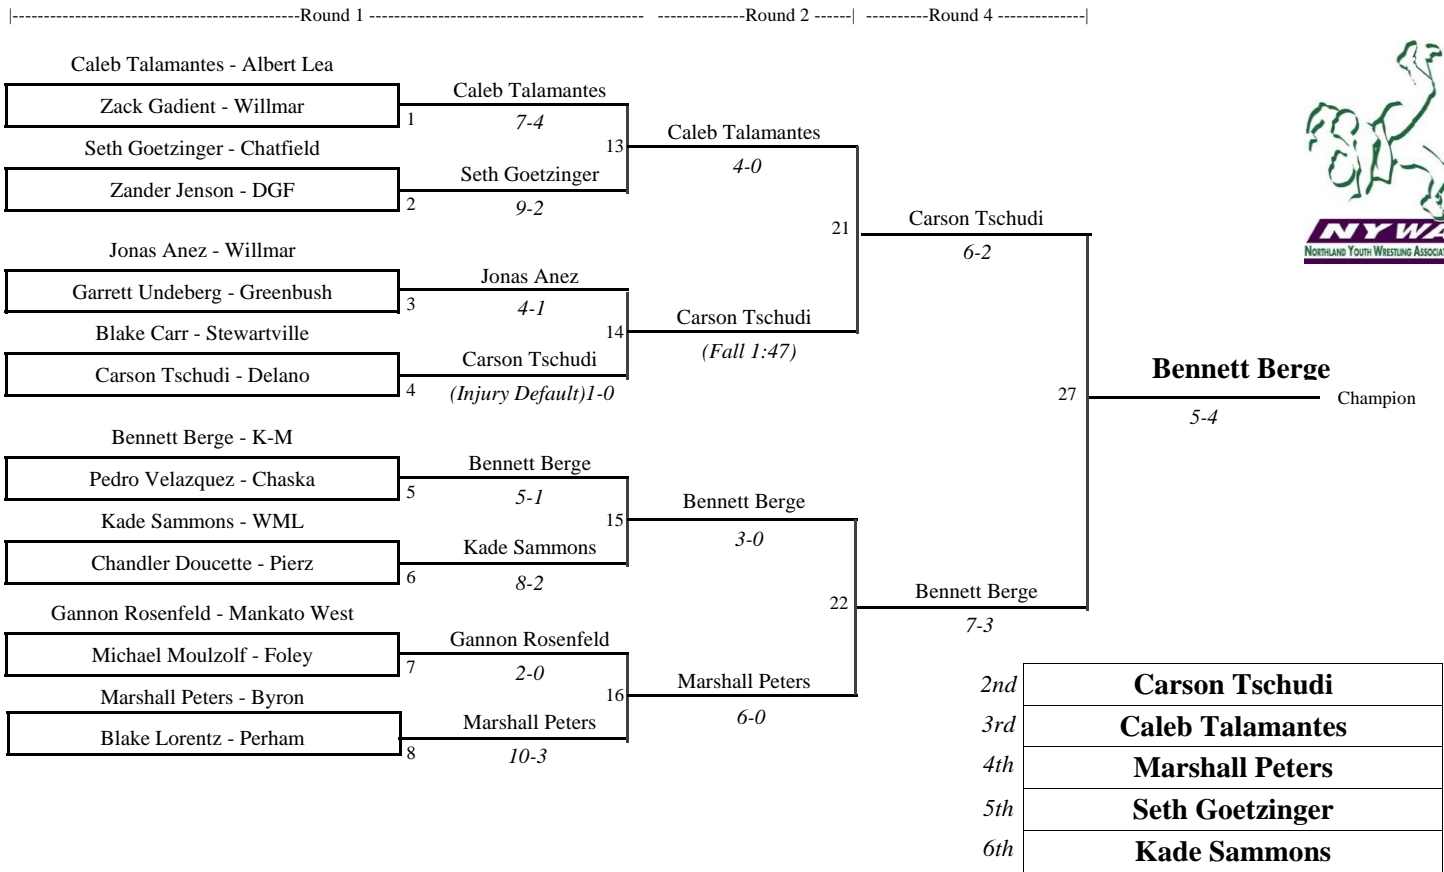 |-----------------------------------------------Round 1 --------------------------------------------- --------------Round 2 ------| ----------Round 4 --------------|
Caleb Talamantes - Albert Lea
Zack Gadient - Willmar
1
Seth Goetzinger - Chatfield
Zander Jenson - DGF
2
Jonas Anez - Willmar
Garrett Undeberg - Greenbush
3
Blake Carr - Stewartville
Carson Tschudi - Delano
4
Bennett Berge - K-M
Pedro Velazquez - Chaska
5
Kade Sammons - WML
Chandler Doucette - Pierz
6
Gannon Rosenfeld - Mankato West
Michael Moulzolf - Foley
7
Marshall Peters - Byron
Blake Lorentz - Perham
8
Caleb Talamantes
7-4
13
Seth Goetzinger
9-2
Jonas Anez
4-1
14
Carson Tschudi
(Injury Default)1-0
Bennett Berge
5-1
15
Kade Sammons
8-2
Gannon Rosenfeld
2-0
16
Marshall Peters
10-3
Caleb Talamantes
4-0
21
Carson Tschudi
(Fall 1:47)
Bennett Berge
3-0
22
Marshall Peters
6-0
Carson Tschudi
6-2
27
Bennett Berge
7-3
NYWA
NORTHLAND YOUTH WRESTLING ASSOCIAT
Bennett Berge
Champion
5-4
2nd Carson Tschudi
3rd Caleb Talamantes
4th Marshall Peters
5th Seth Goetzinger
6th Kade Sammons